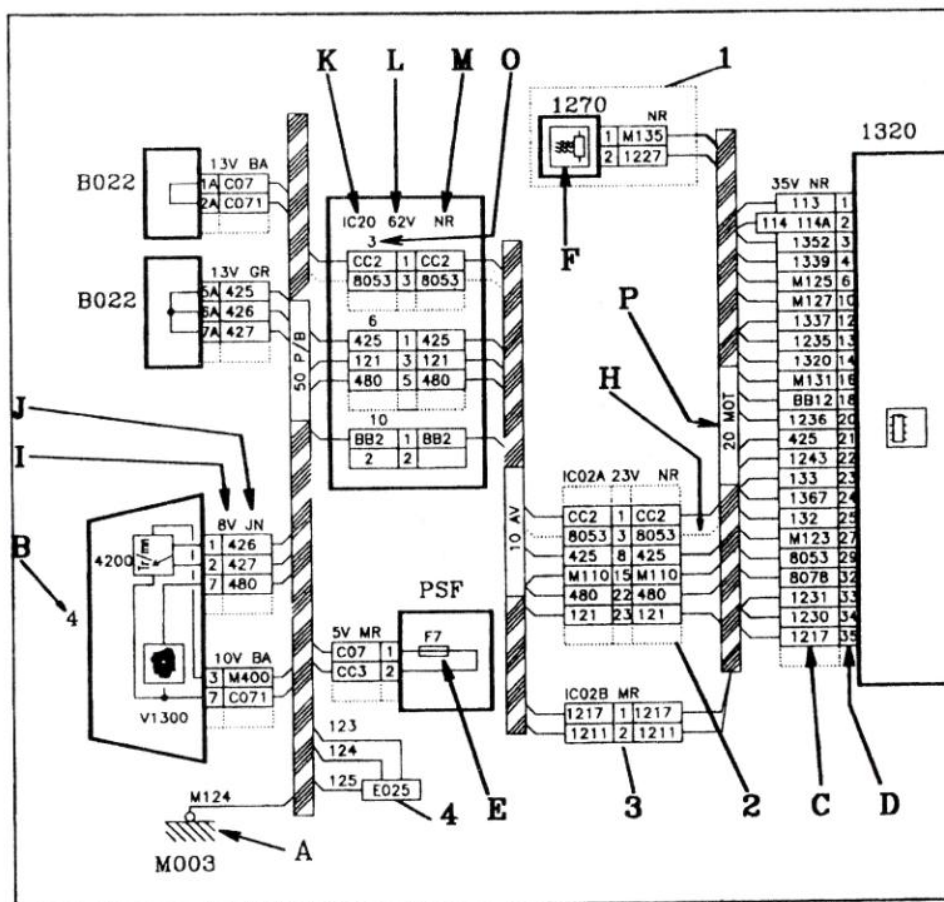 K L M O 1
1270
NR
1 M135
2 1227
F
1320
B022
13V BA
1A C07
2A C071
B022
13V GR
5A 425
6A 426
7A 427
IC20 62V NR
3
CC2 1 CC2
8053 3 8053
6
425 1 425
121 3 121
480 5 480
10
BB2 1 BB2
2 2
50 P/B
10 AV
20 MOT
P
H
35V NR
113 1
114 114A 2
1352 3
1339 4
M125 6
M127 10
1337 12
1235 13
1320 14
M131 16
BB12 18
1236 20
425 21
1243 22
133 23
1367 24
132 25
M123 27
8053 29
8078 32
1231 33
1230 34
1217 35
J
I
B
4
8V JN
4200
Tr/mn
1 426
2 427
7 480
10V BA
3 M400
7 C071
V1300
PSF
5V MR
C07 1
CC3 2
F7
E
IC02A 23V NR
CC2 1 CC2
8053 3 8053
425 8 425
M110 15 M110
480 22 480
121 23 121
IC02B MR
1217 1 1217
1211 2 1211
123
124
125
E025
4 3 2 C D
M124
M003
A